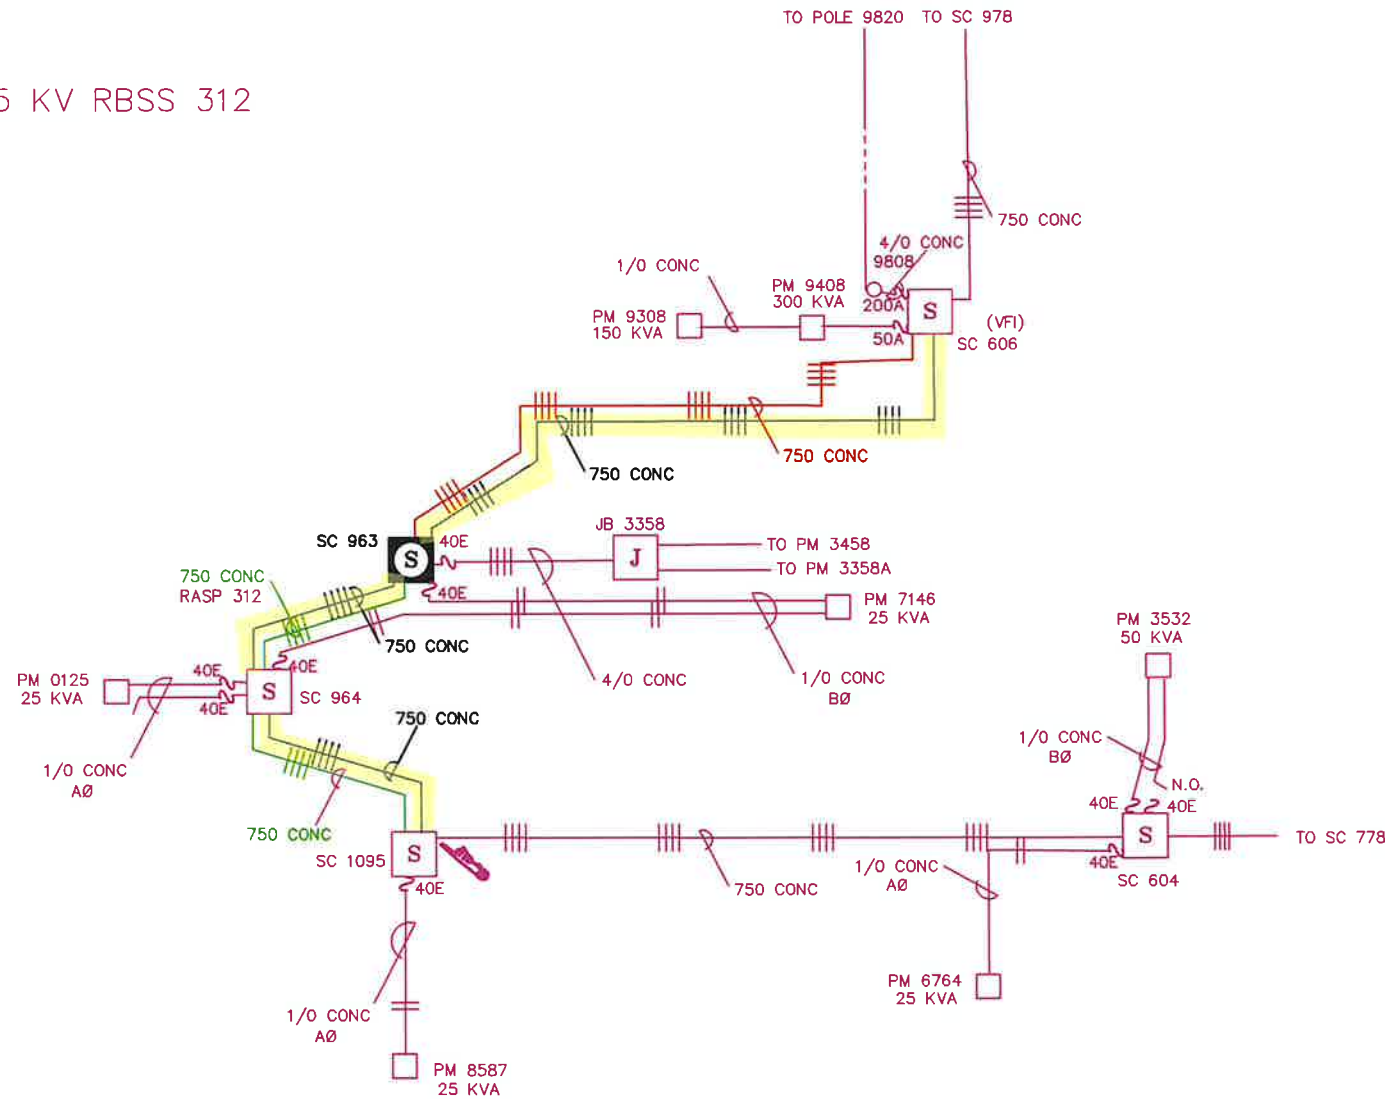 TO POLE 9820
TO SC 978
5 KV RBSS 312
750 CONC
4/0 CONC
9808
1/0 CONC
PM 9408
300 KVA
200A
S
PM 9308
150 KVA
(VFI)
50A
SC 606
750 CONC
750 CONC
JB 3358
SC 963
40E
S
J
TO PM 3458
TO PM 3358A
750 CONC
RASP 312
40E
PM 7146
25 KVA
PM 3532
50 KVA
750 CONC
40E
40E
PM 0125
25 KVA
S
SC 964
40E
4/0 CONC
1/0 CONC
BØ
750 CONC
1/0 CONC
AØ
1/0 CONC
BØ
N.O.
40E
40E
750 CONC
S
TO SC 778
SC 1095
S
40E
1/0 CONC
AØ
40E
SC 604
750 CONC
PM 6764
25 KVA
1/0 CONC
AØ
PM 8587
25 KVA